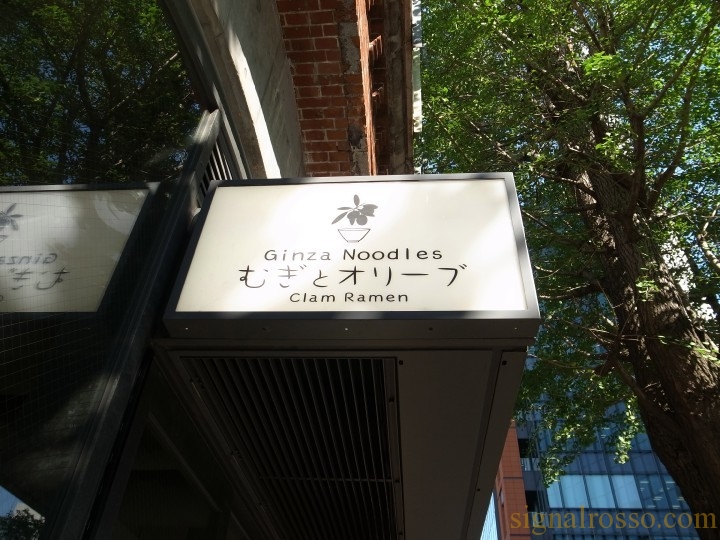 Ginza Noodles
むぎとオリーブ
Clam Ramen
signalrosso.com